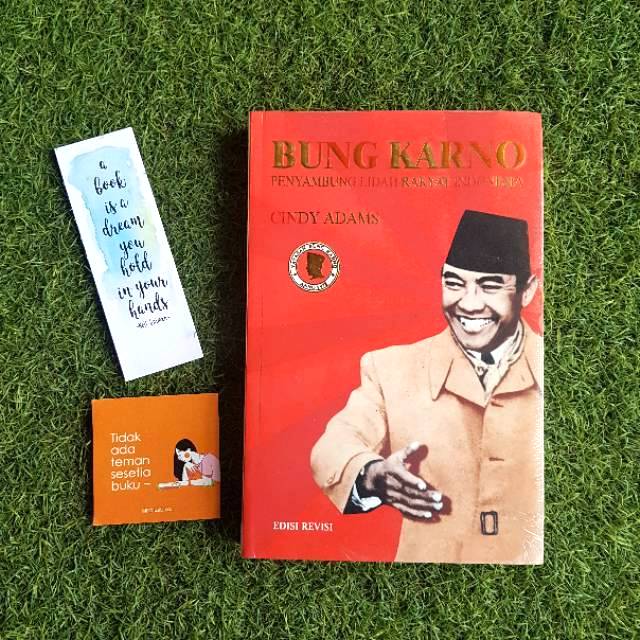 a
book
is a
dream
you
hold
in your
hands
Tidak
ada
teman
sesetia
buku ~
BUNG KARNO
PENYAMBUNG LIDAH RAKYAT INDONESIA
CINDY ADAMS
EDISI REVISI